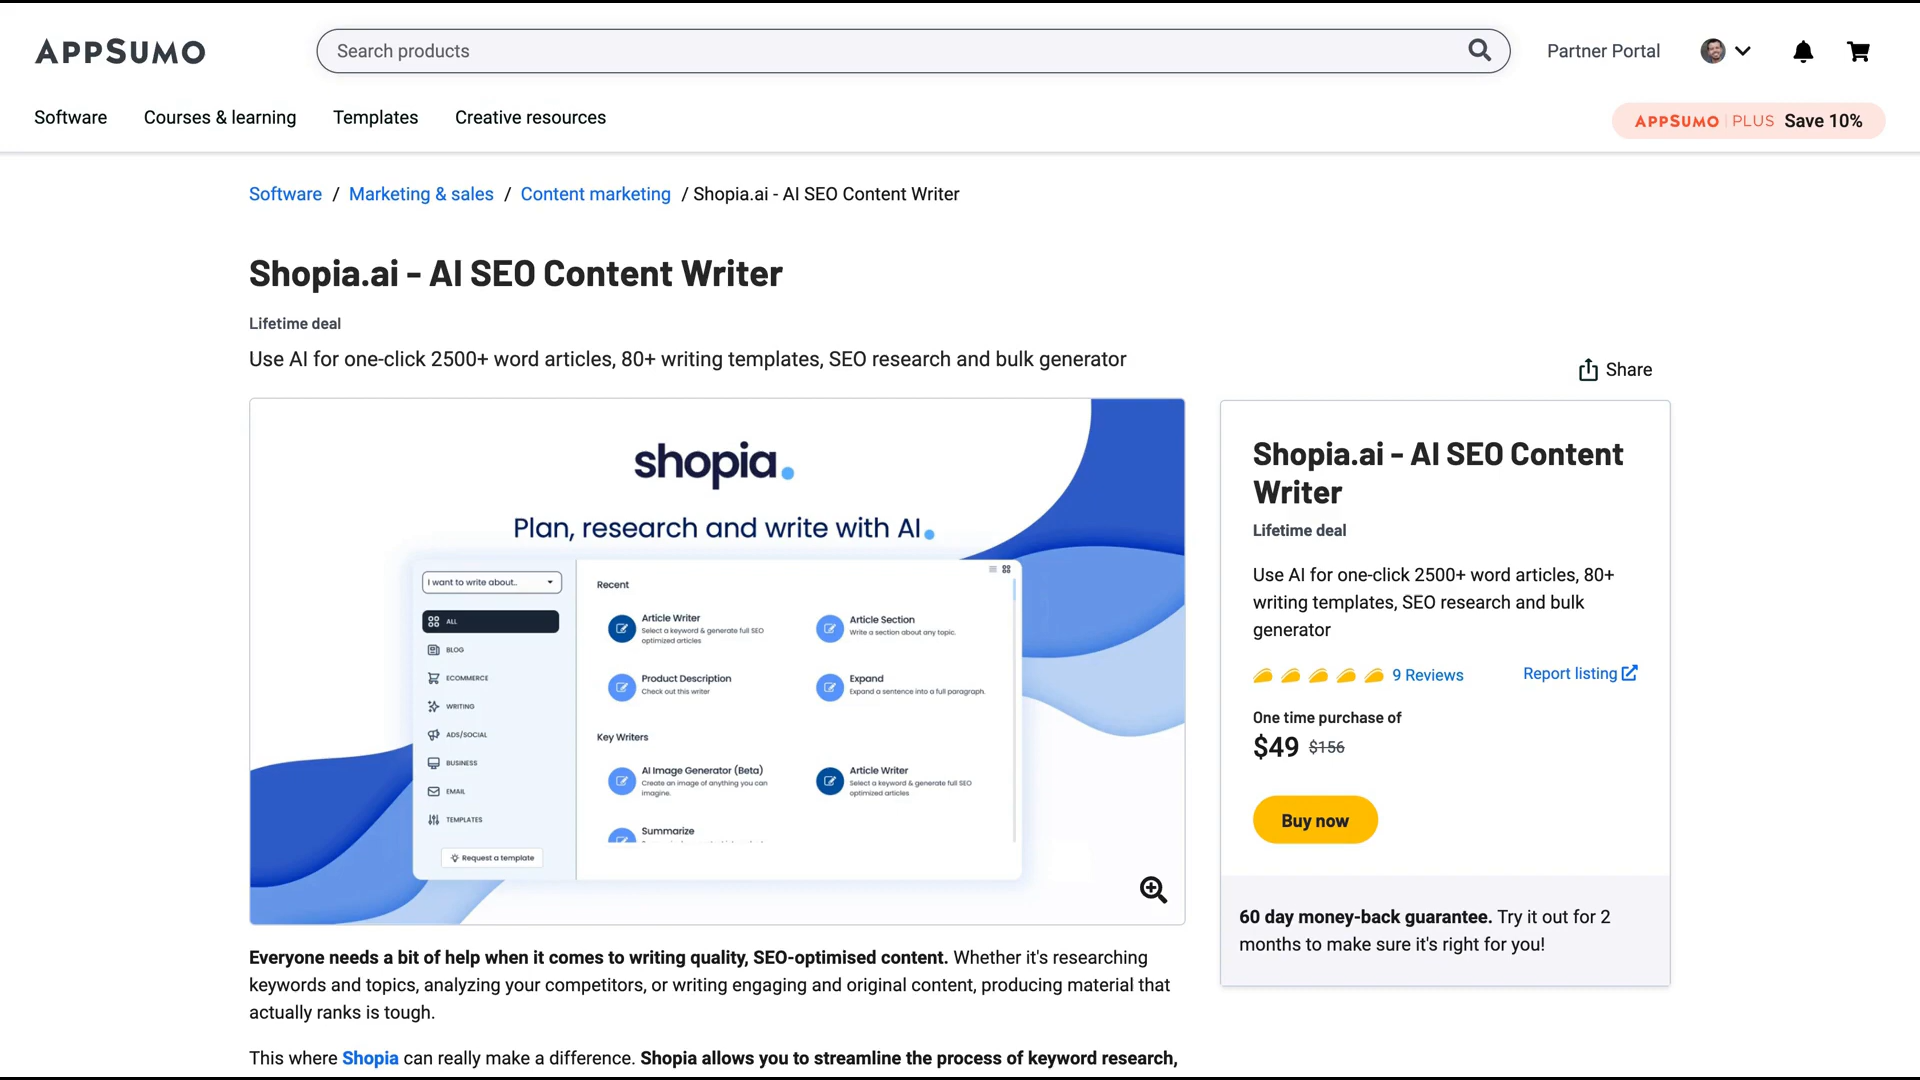 APPSUMO
Search products
Partner Portal
Software
Courses & learning
Templates
Creative resources
APPSUMO | PLUS Save 10%
Software / Marketing & sales / Content marketing / Shopia.ai - AI SEO Content Writer
Shopia.ai - AI SEO Content Writer
Lifetime deal
Use AI for one-click 2500+ word articles, 80+ writing templates, SEO research and bulk generator
Share
shopia.
Plan, research and write with AI.
I want to write about..
ALL
BLOG
ECOMMERCE
WRITING
ADS/SOCIAL
BUSINESS
EMAIL
TEMPLATES
Request a template
Recent
Article Writer
Select a keyword & generate full SEO
optimized articles
Article Section
Write a section about any topic.
Product Description
Check out this writer
Expand
Expand a sentence into a full paragraph.
Key Writers
AI Image Generator (Beta)
Create an image of anything you can
imagine.
Article Writer
Select a keyword & generate full SEO
optimized articles
Summarize
Shopia.ai - AI SEO Content
Writer
Lifetime deal
Use AI for one-click 2500+ word articles, 80+
writing templates, SEO research and bulk
generator
9 Reviews
Report listing
One time purchase of
$49 $156
Buy now
60 day money-back guarantee. Try it out for 2
months to make sure it's right for you!
Everyone needs a bit of help when it comes to writing quality, SEO-optimised content. Whether it's researching
keywords and topics, analyzing your competitors, or writing engaging and original content, producing material that
actually ranks is tough.
This where Shopia can really make a difference. Shopia allows you to streamline the process of keyword research,